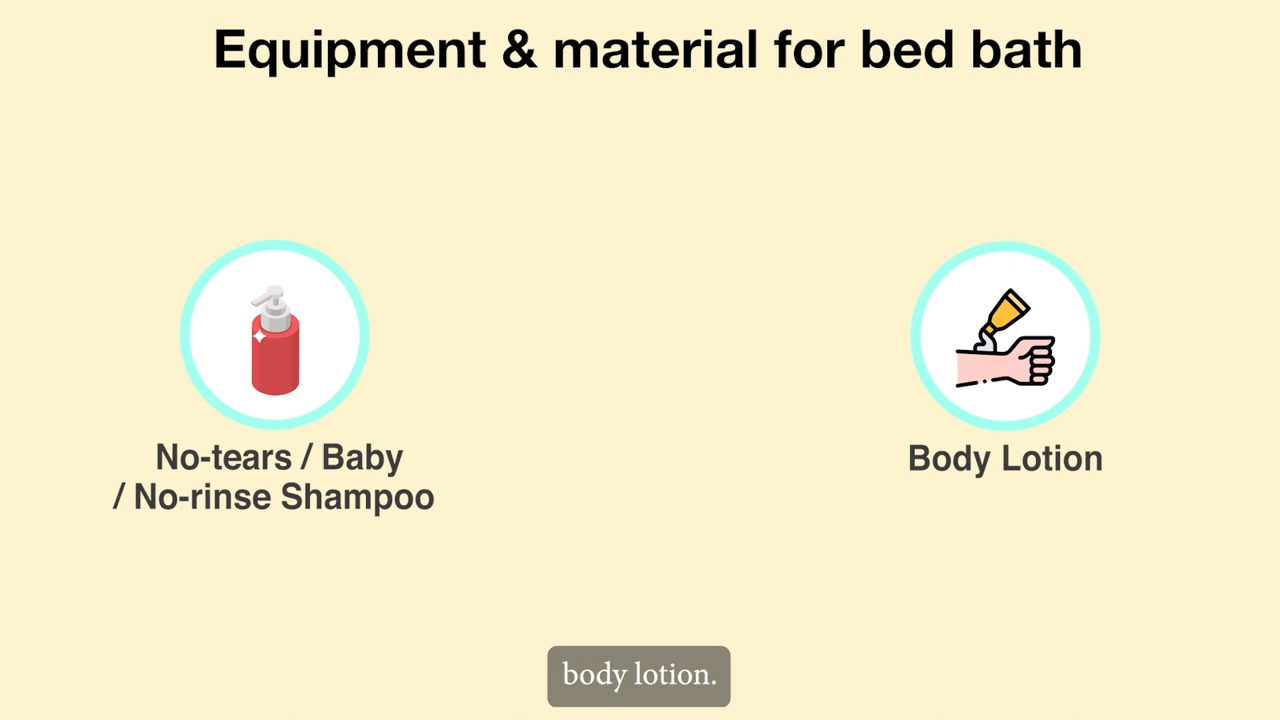 Equipment & material for bed bath
No-tears / Baby
/ No-rinse Shampoo
Body Lotion
body lotion.